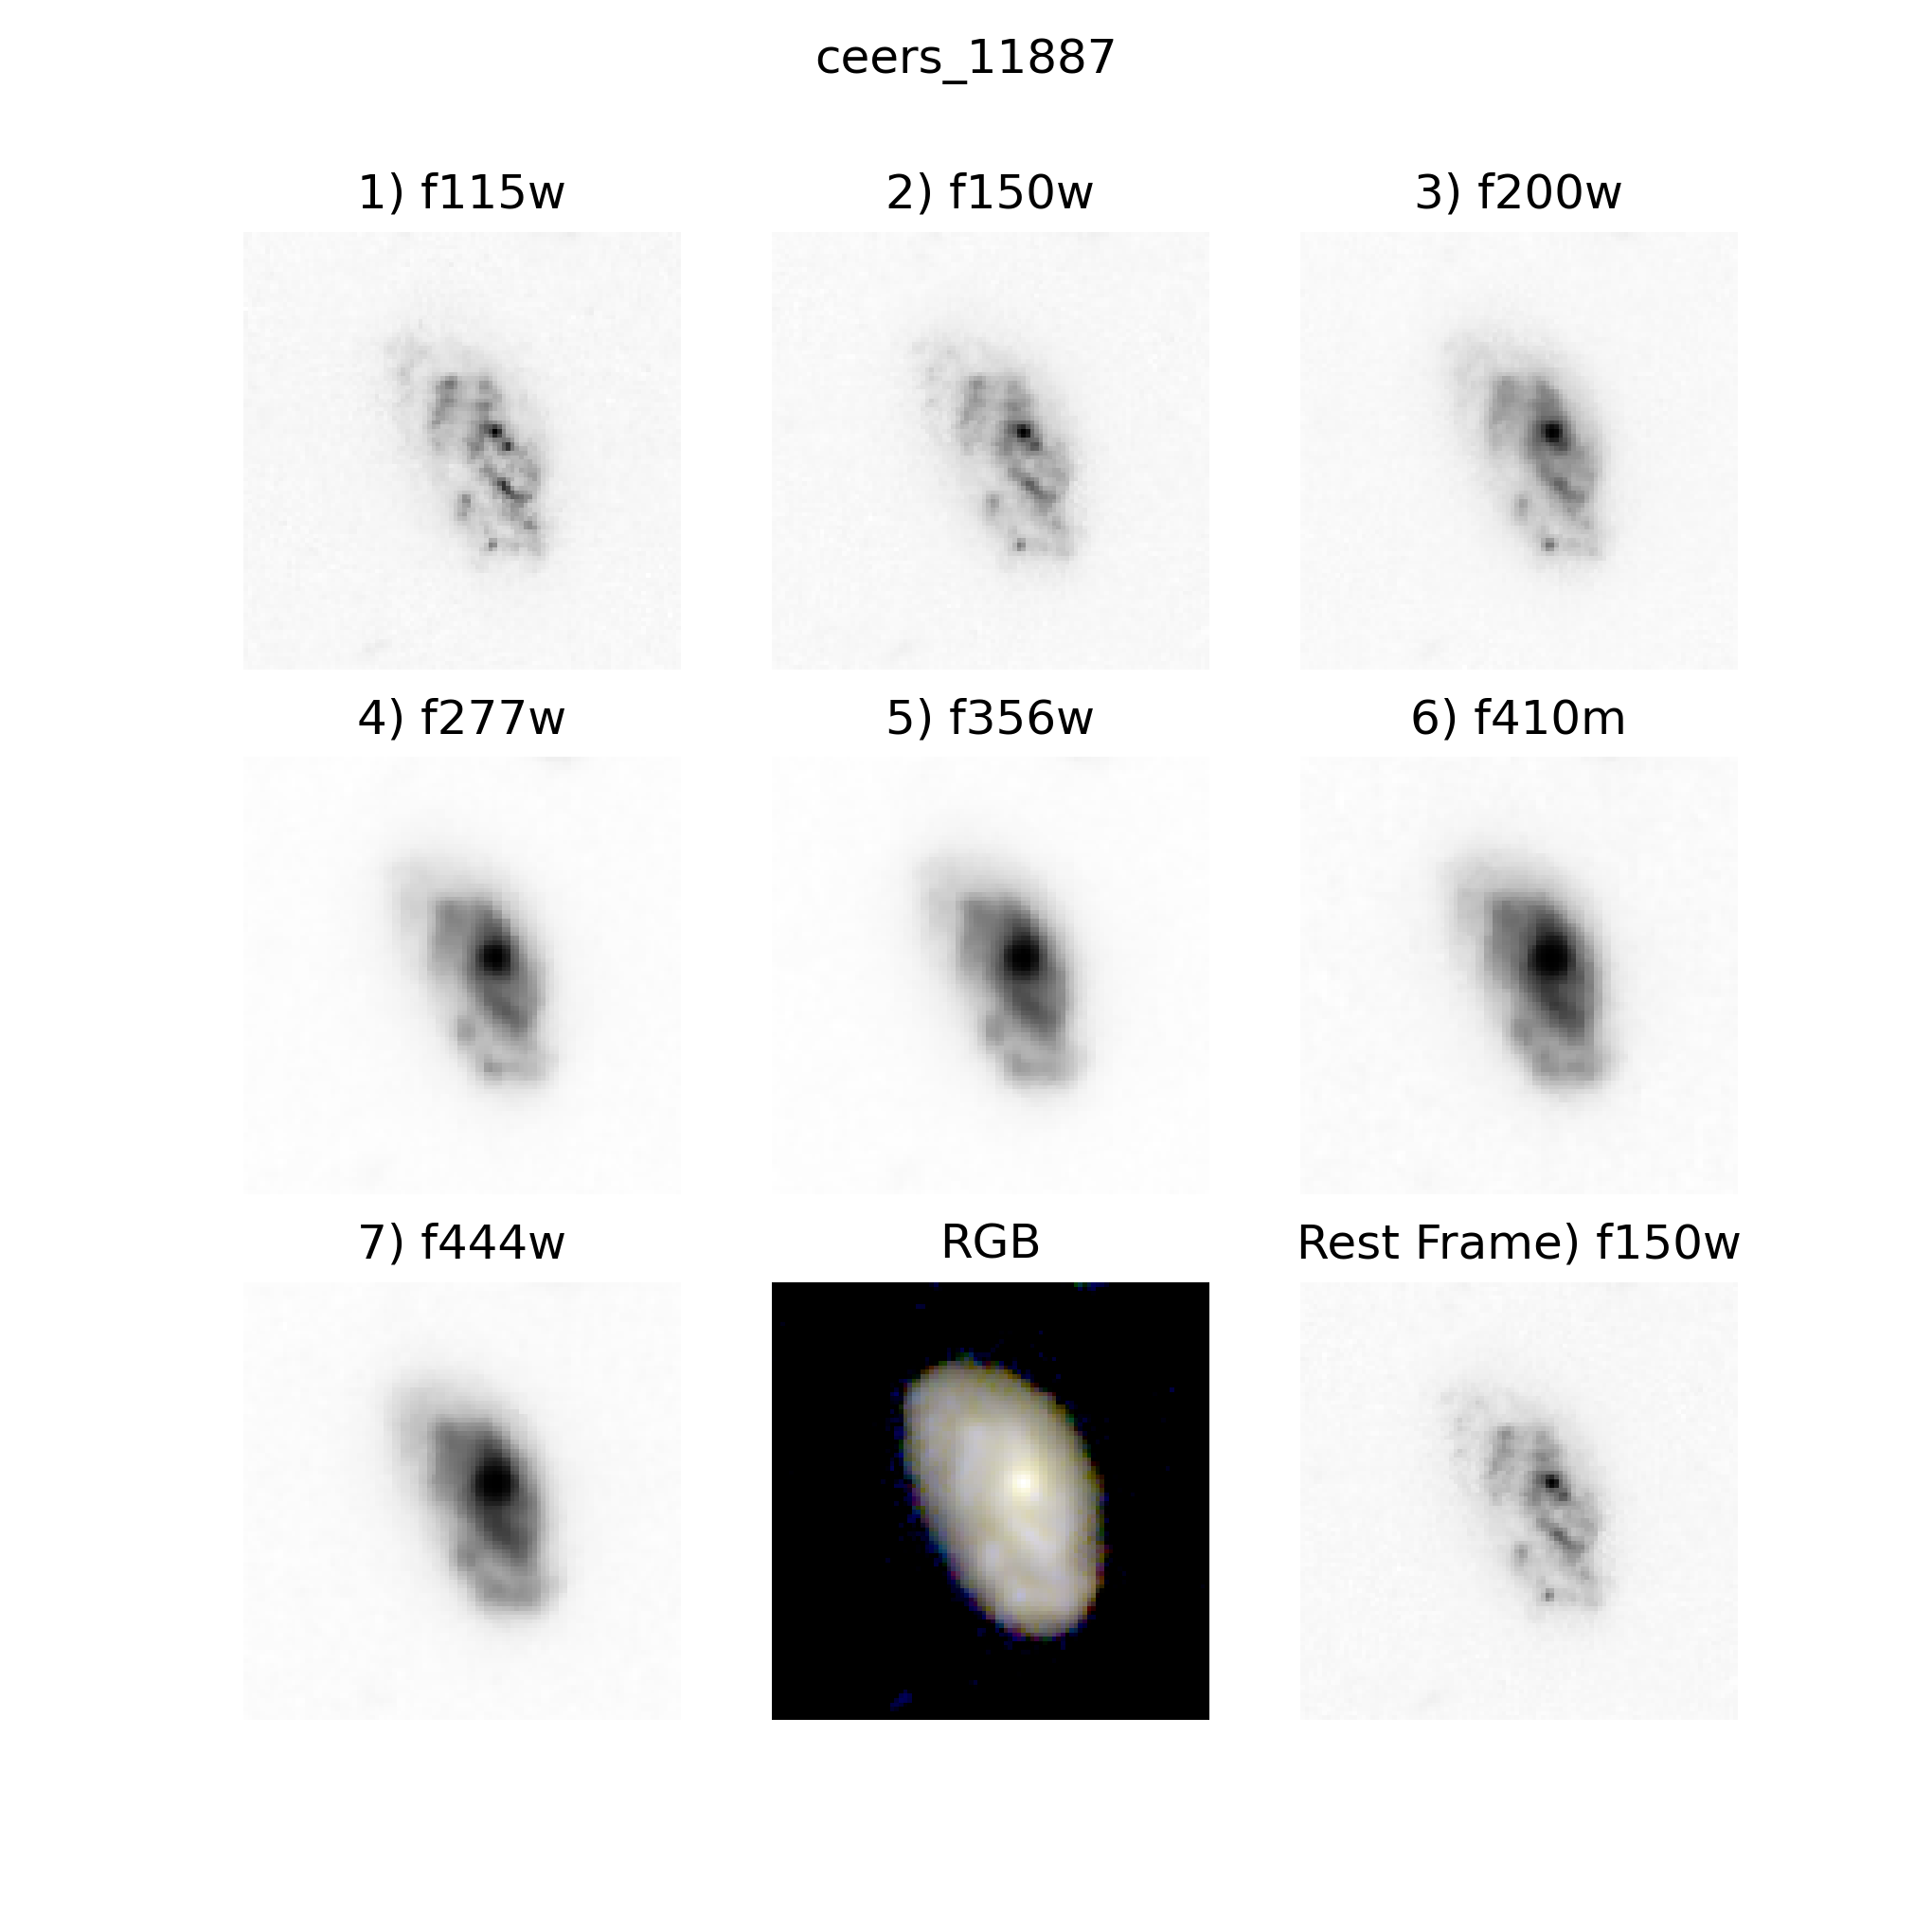 ceers_11887
1) f115w
2) f150w
3) f200w
4) f277w
5) f356w
6) f410m
7) f444w
RGB
Rest Frame) f150w